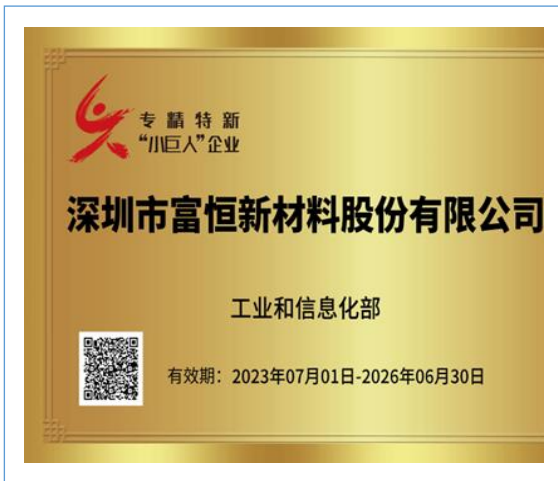 专精特新
“小巨人”企业
深圳市富恒新材料股份有限公司
工业和信息化部
有效期：2023年07月01日-2026年06月30日